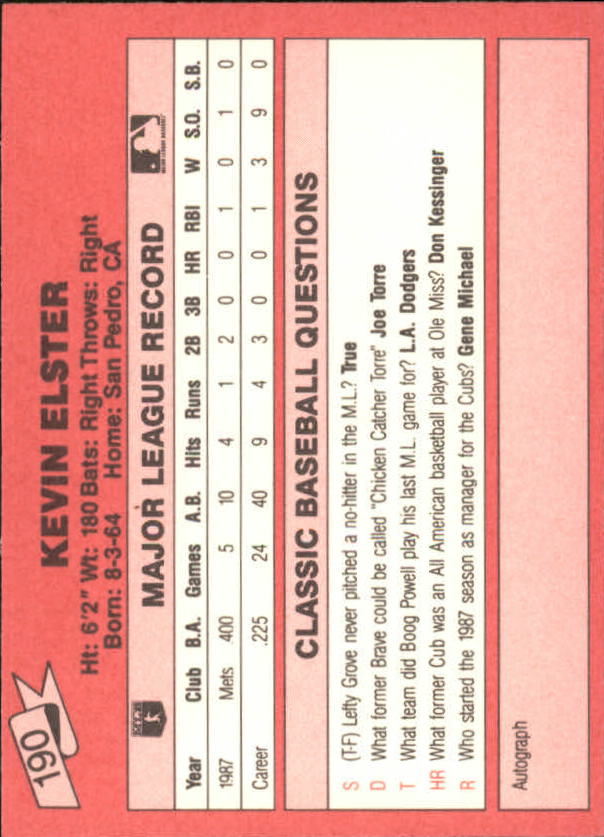 190
KEVIN ELSTER
Ht: 6'2" Wt: 180 Bats: Right Throws: Right
Born: 8-3-64 Home: San Pedro, CA
MAJOR LEAGUE RECORD
Year Club B.A. Games A.B. Hits Runs 2B 3B HR RBI W S.O. S.B.
1987 Mets .400 5 10 4 1 2 0 0 1 0 1 0
Career .225 24 40 9 4 3 0 0 1 3 9 0
CLASSIC BASEBALL QUESTIONS
S (T-F) Lefty Grove never pitched a no-hitter in the M.L.? True
D What former Brave could be called "Chicken Catcher Torre" Joe Torre
T What team did Boog Powell play his last M.L. game for? L.A. Dodgers
HR What former Cub was an All American basketball player at Ole Miss? Don Kessinger
R Who started the 1987 season as manager for the Cubs? Gene Michael
Autograph